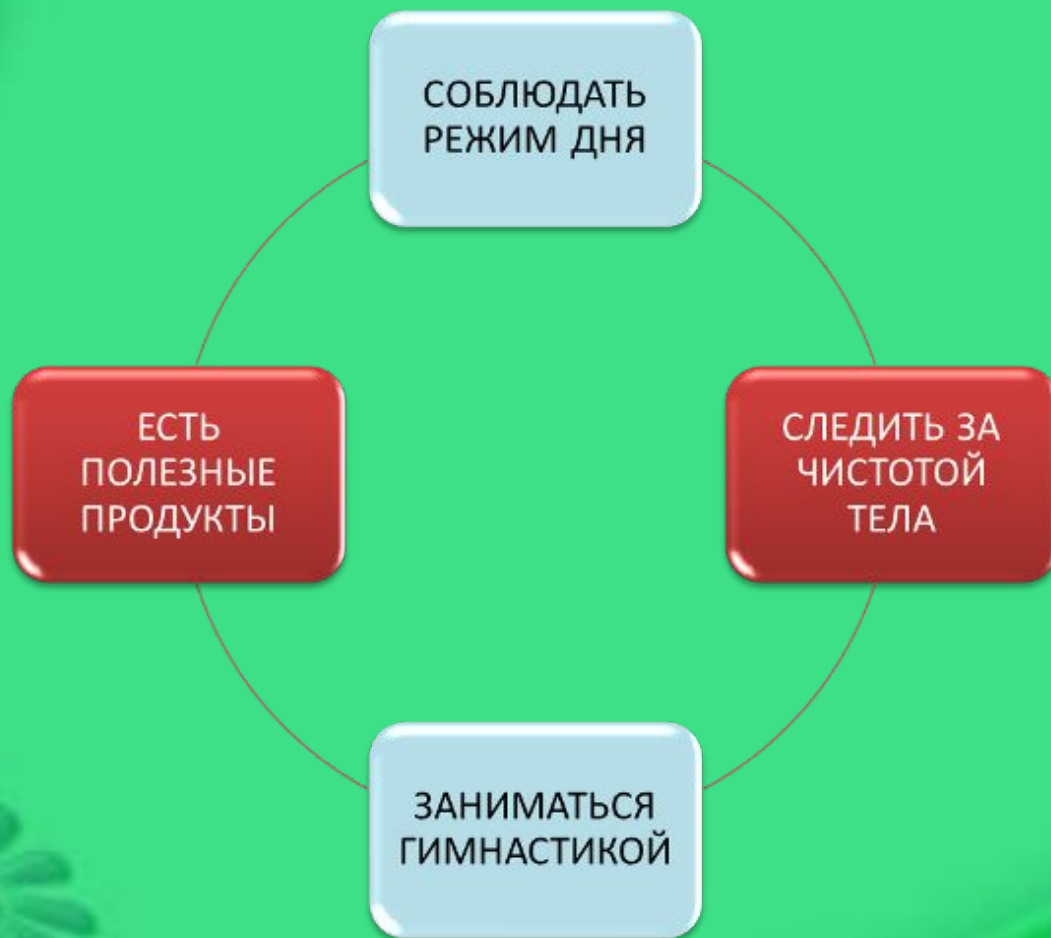 СОБЛЮДАТЬ
РЕЖИМ ДНЯ
ЕСТЬ
ПОЛЕЗНЫЕ
ПРОДУКТЫ
СЛЕДИТЬ ЗА
ЧИСТОТОЙ
ТЕЛА
ЗАНИМАТЬСЯ
ГИМНАСТИКОЙ